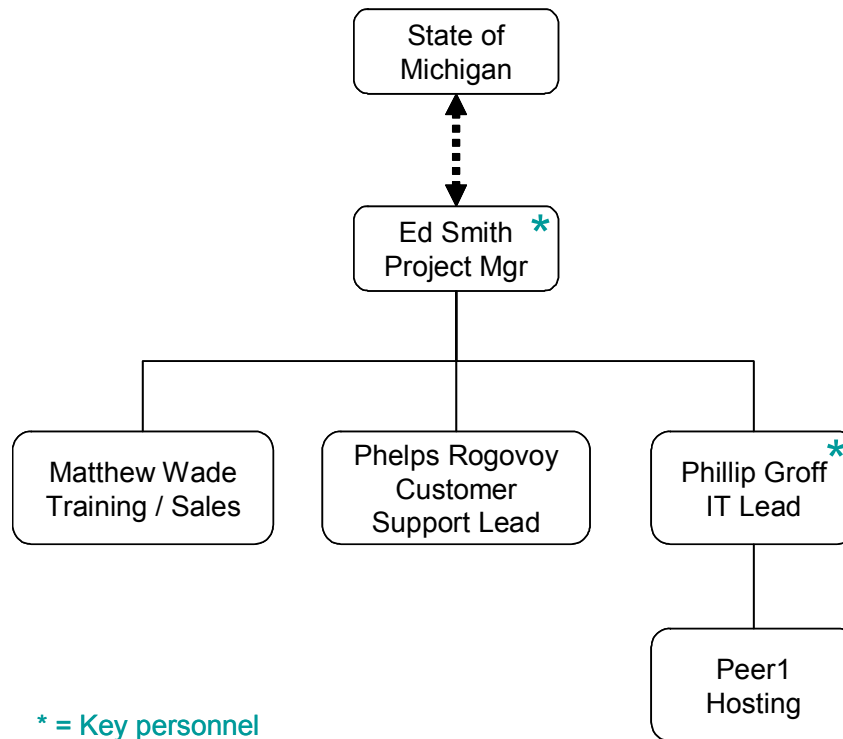 State of
Michigan
Ed Smith *
Project Mgr
Matthew Wade
Training / Sales
Phelps Rogovoy
Customer
Support Lead
Phillip Groff *
IT Lead
Peer1
Hosting
* = Key personnel